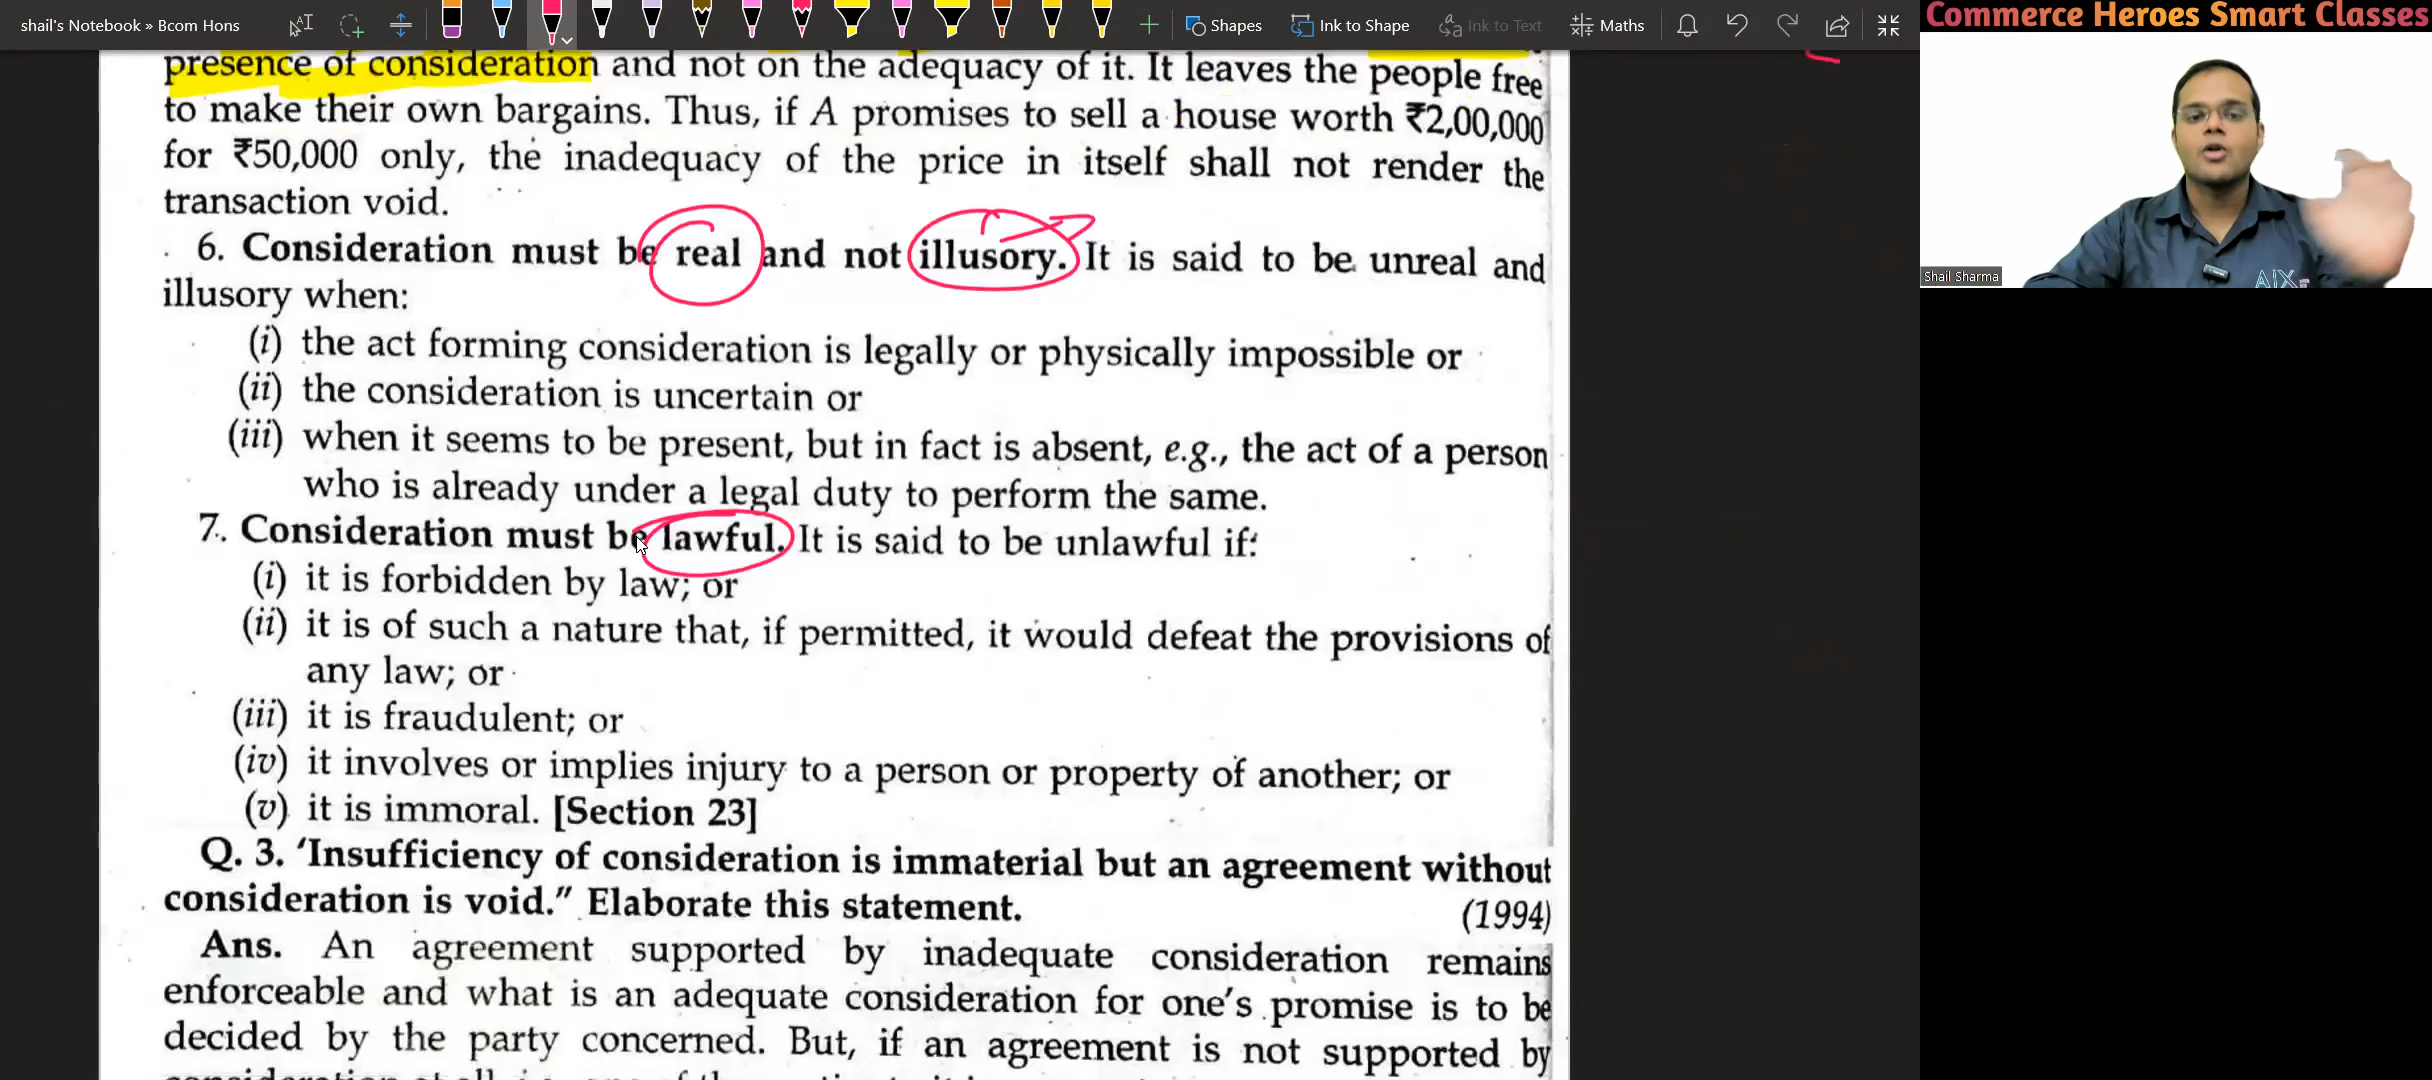 shail's Notebook » Bcom Hons
Shapes
Ink to Shape
Ink to Text
Maths
Commerce Heroes Smart Classes
presence of consideration and not on the adequacy of it. It leaves the people free
to make their own bargains. Thus, if A promises to sell a house worth ₹2,00,000
for ₹50,000 only, the inadequacy of the price in itself shall not render the
transaction void.
6. Consideration must be real and not illusory. It is said to be unreal and
illusory when:
(i) the act forming consideration is legally or physically impossible or
(ii) the consideration is uncertain or
(iii) when it seems to be present, but in fact is absent, e.g., the act of a person
who is already under a legal duty to perform the same.
7. Consideration must be lawful. It is said to be unlawful if:
(i) it is forbidden by law; or
(ii) it is of such a nature that, if permitted, it would defeat the provisions of
any law; or
(iii) it is fraudulent; or
(iv) it involves or implies injury to a person or property of another; or
(v) it is immoral. [Section 23]
Q. 3. 'Insufficiency of consideration is immaterial but an agreement without
consideration is void." Elaborate this statement. (1994)
Ans. An agreement supported by inadequate consideration remains
enforceable and what is an adequate consideration for one's promise is to be
decided by the party concerned. But, if an agreement is not supported by
Shail Sharma